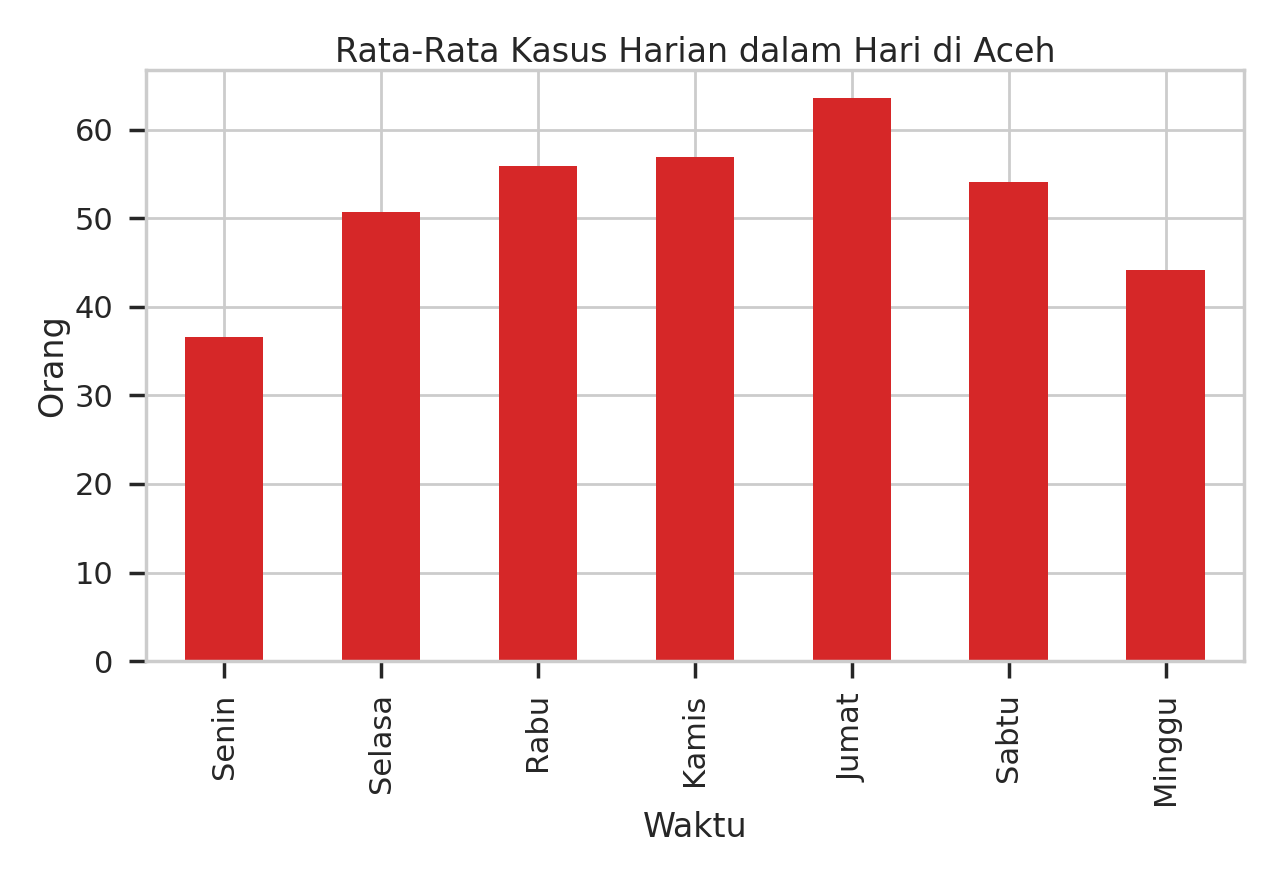 Rata-Rata Kasus Harian dalam Hari di Aceh
Orang
60
50
40
30
20
10
0
Senin
Selasa
Rabu
Kamis
Jumat
Sabtu
Minggu
Waktu